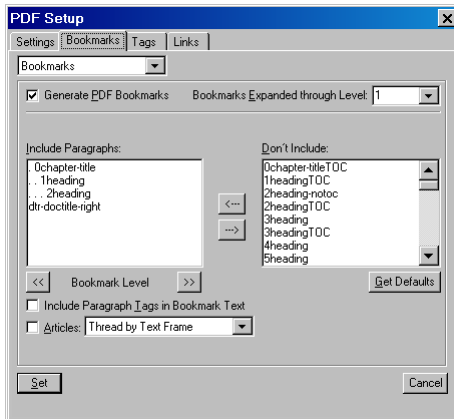 PDF Setup
Settings Bookmarks Tags Links
Bookmarks
Generate PDF Bookmarks Bookmarks Expanded through Level: 1
Include Paragraphs: Don't Include:
. 0chapter-title 0chapter-titleTOC
. . 1heading 1headingTOC
. . . 2heading 2heading-notoc
dtr-doctitle-right 2headingTOC
3heading
<--- 3headingTOC
---> 4heading
5heading
<< Bookmark Level >> Get Defaults
Include Paragraph Tags in Bookmark Text
Articles: Thread by Text Frame
Set Cancel